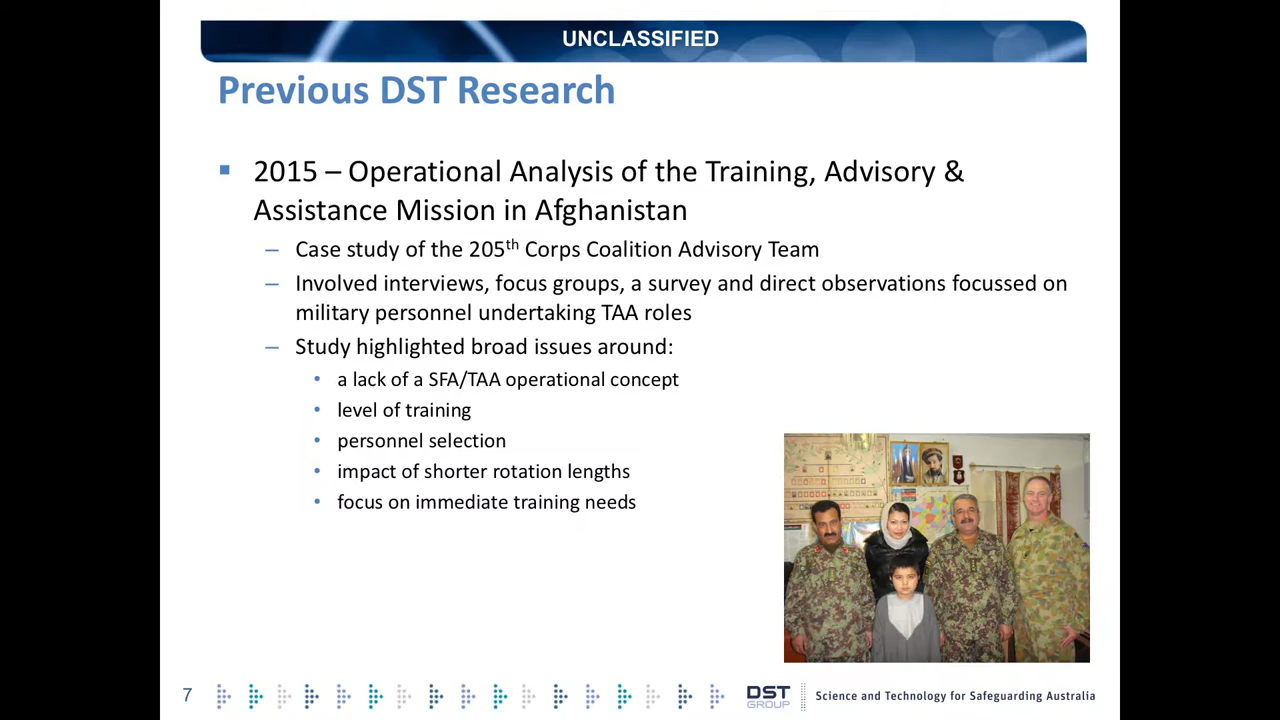 UNCLASSIFIED
Previous DST Research
▪ 2015 – Operational Analysis of the Training, Advisory &
Assistance Mission in Afghanistan
– Case study of the 205th Corps Coalition Advisory Team
– Involved interviews, focus groups, a survey and direct observations focussed on
military personnel undertaking TAA roles
– Study highlighted broad issues around:
• a lack of a SFA/TAA operational concept
• level of training
• personnel selection
• impact of shorter rotation lengths
• focus on immediate training needs
7
DST
GROUP
Science and Technology for Safeguarding Australia